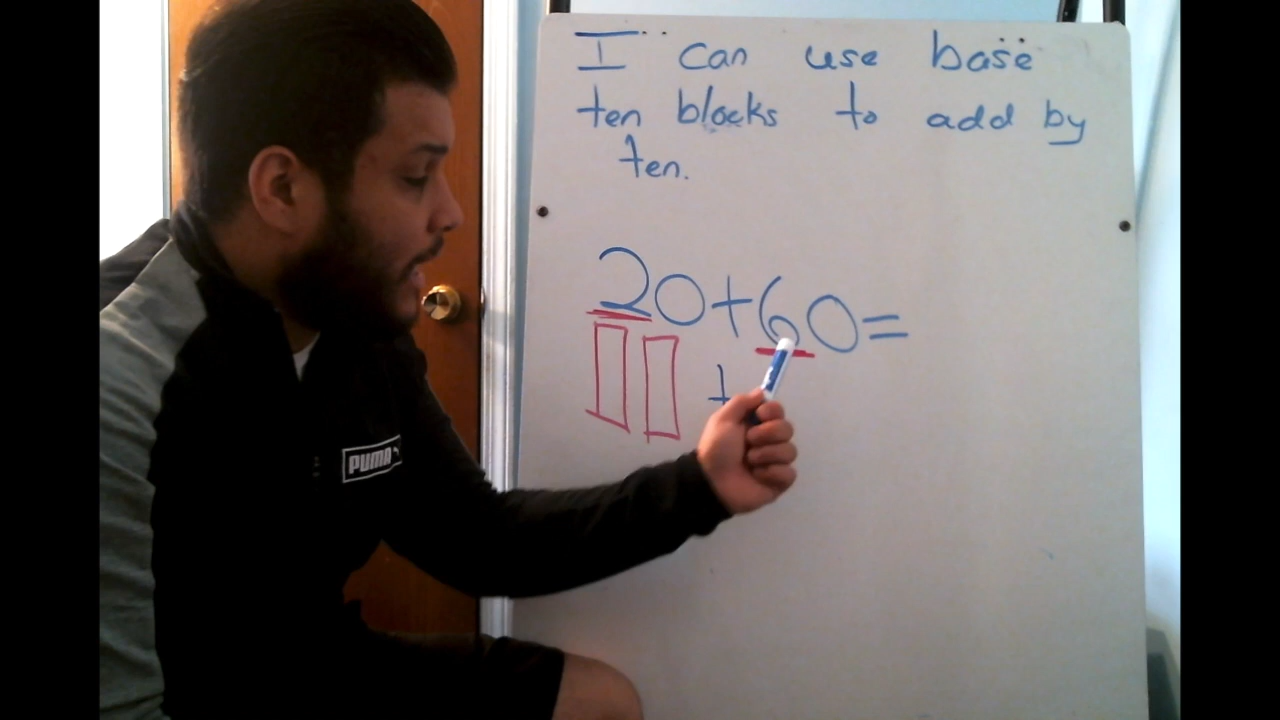 I can use base
ten blocks to add by
ten.
20+60=
+
PUMA